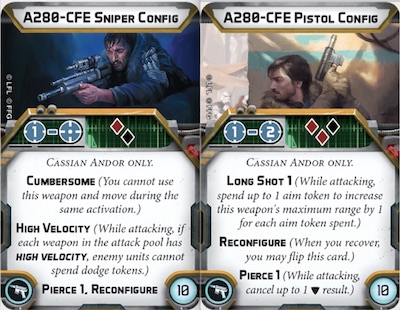 A280-CFE Sniper Config
© LFL © FFG
1 -
Cassian Andor only.
Cumbersome (You cannot use
this weapon and move during the
same activation.)
High Velocity (While attacking, if
each weapon in the attack pool has
HIGH VELOCITY, enemy units cannot
spend dodge tokens.)
Pierce 1, Reconfigure
10
A280-CFE Pistol Config
© LFL © FFG
1 - 2
Cassian Andor only.
Long Shot 1 (While attacking,
spend up to 1 aim token to increase
this weapon's maximum range by 1
for each aim token spent.)
Reconfigure (When you recover,
you may flip this card.)
Pierce 1 (While attacking,
cancel up to 1 result.)
10